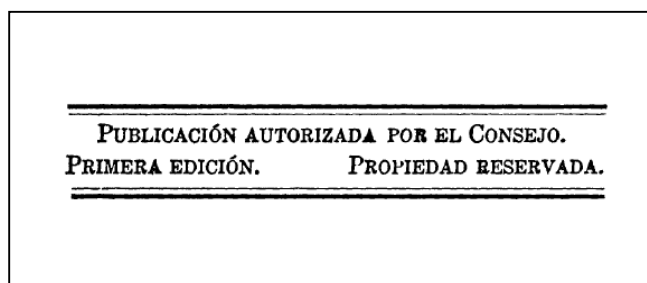 PUBLICACIÓN AUTORIZADA POR EL CONSEJO.
PRIMERA EDICIÓN. PROPIEDAD RESERVADA.